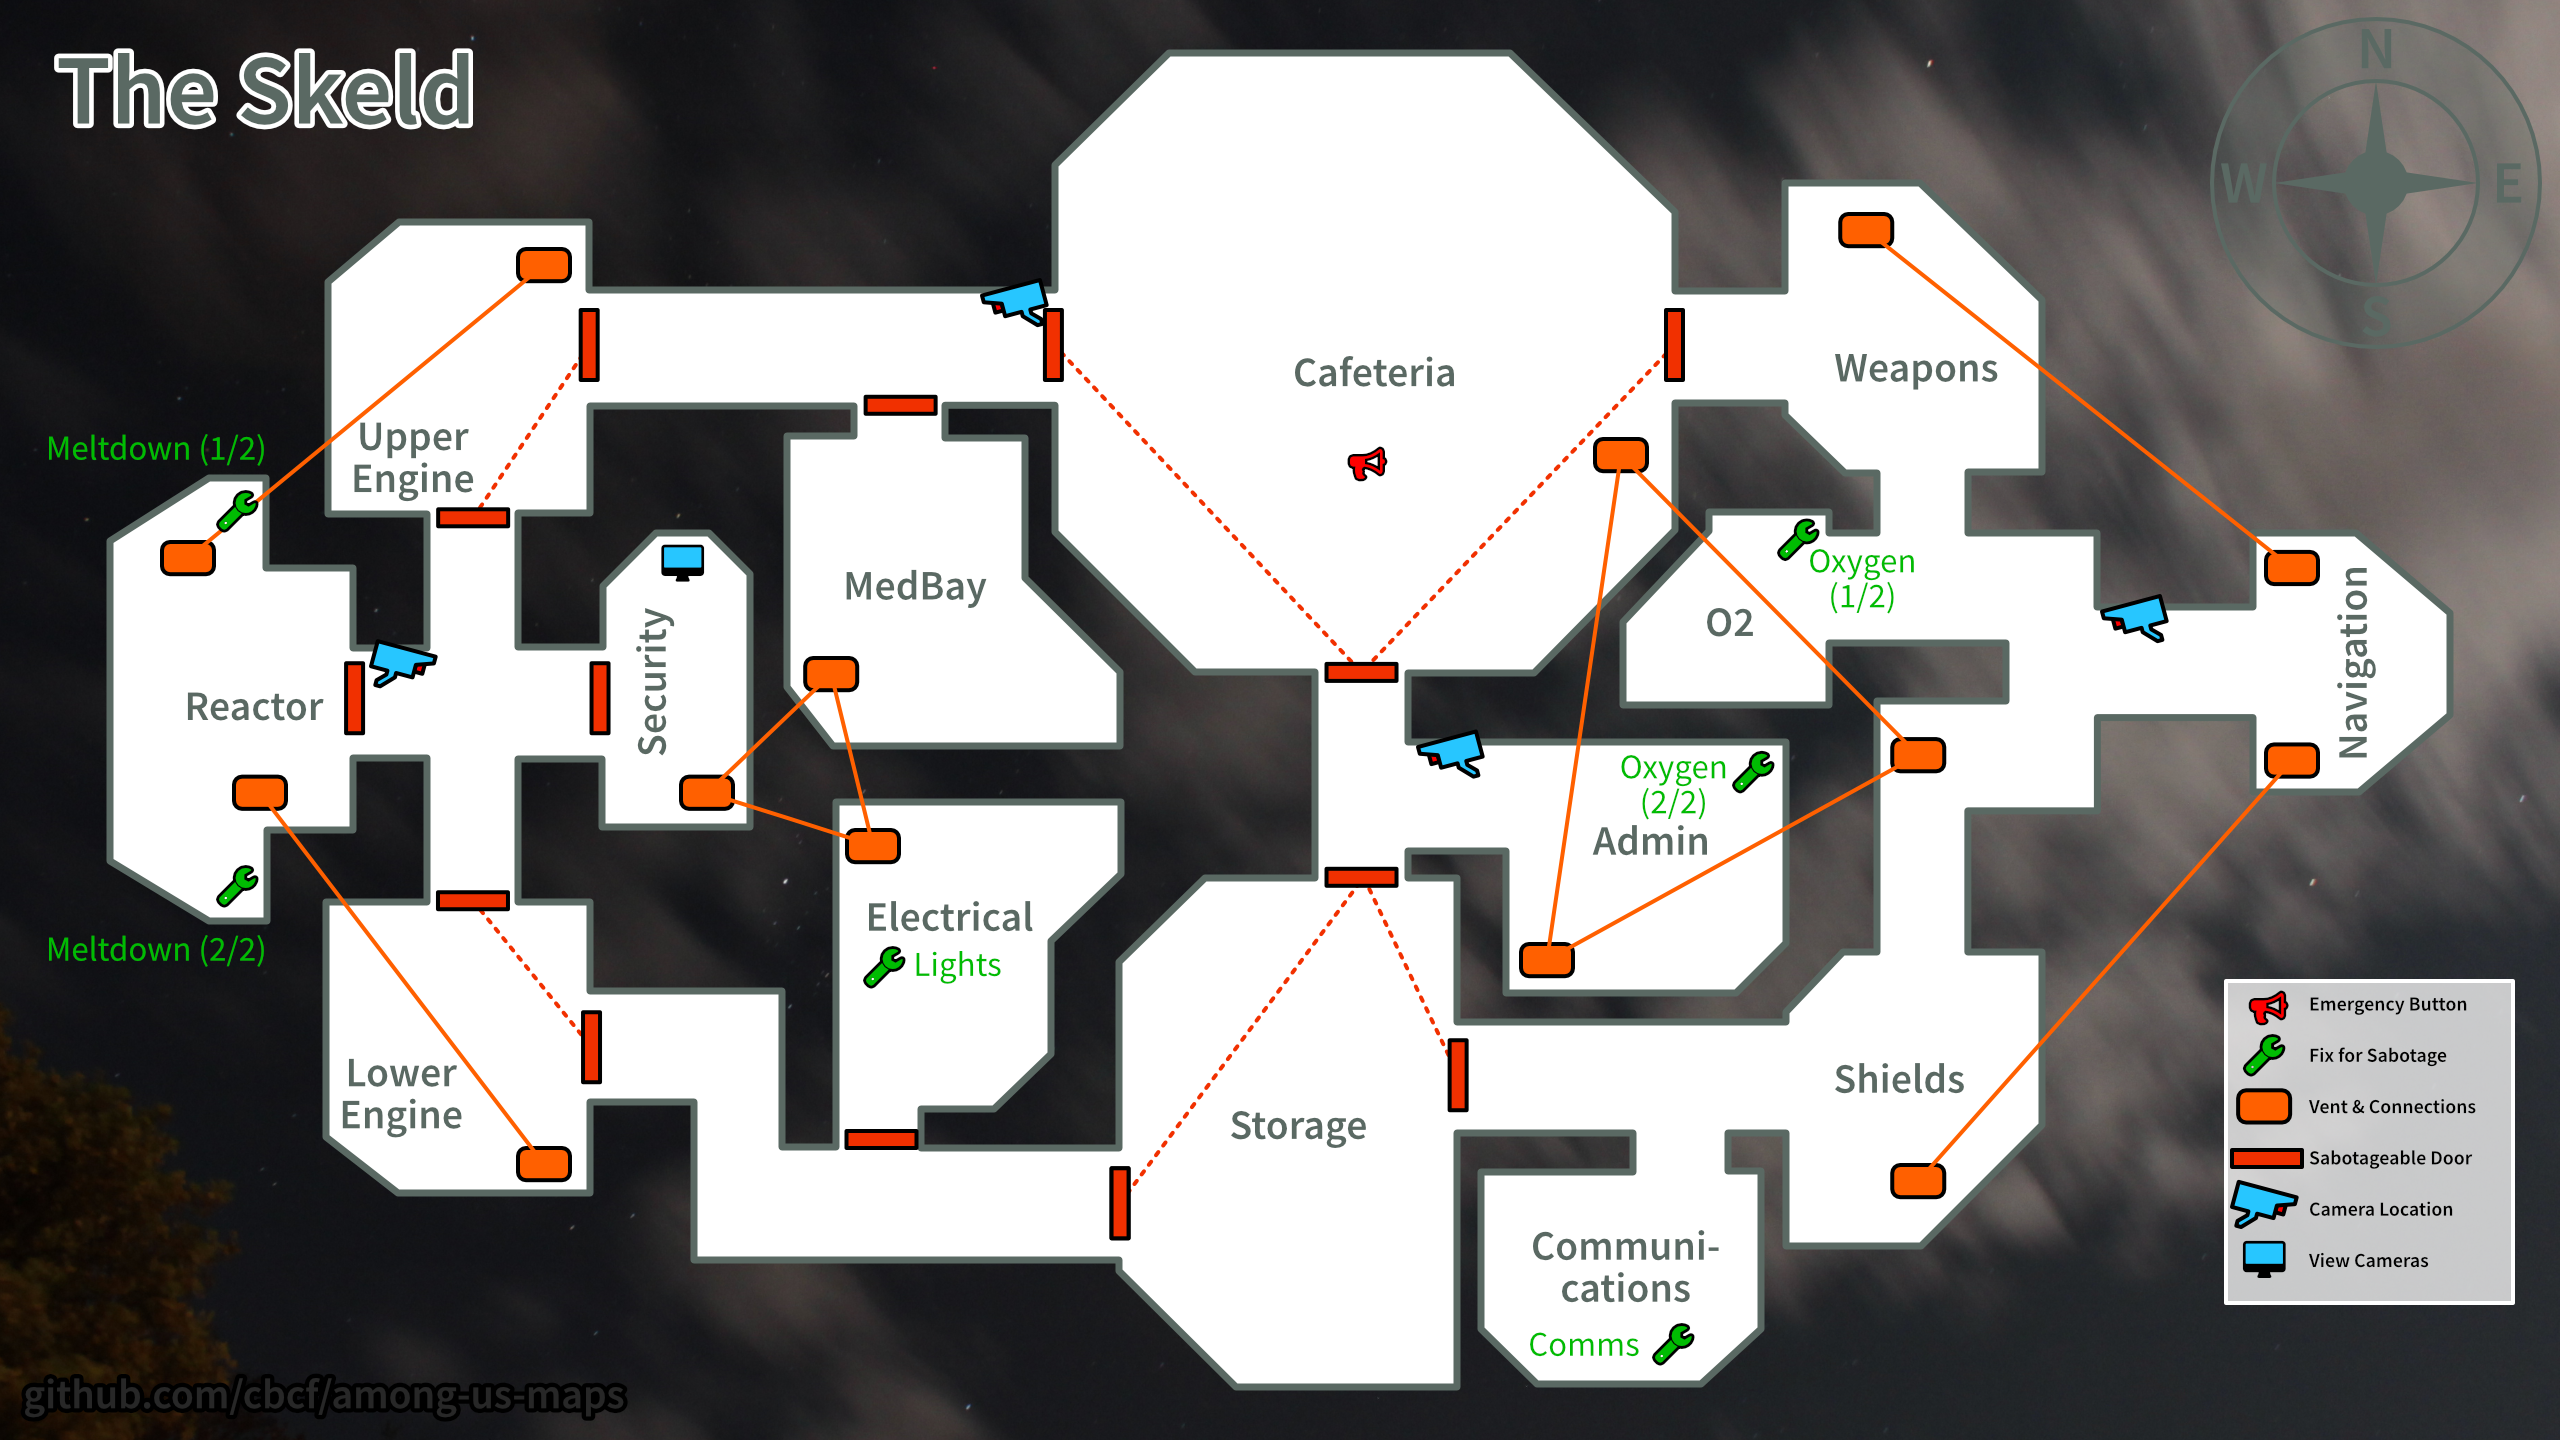 The Skeld
N
W
E
S
Cafeteria
Weapons
Upper
Engine
Meltdown (1/2)
MedBay
Oxygen
(1/2)
O2
Security
Navigation
Reactor
Oxygen
(2/2)
Admin
Electrical
Lights
Meltdown (2/2)
Lower
Engine
Storage
Shields
Communi-
cations
Comms
Emergency Button
Fix for Sabotage
Vent & Connections
Sabotageable Door
Camera Location
View Cameras
github.com/cbcf/among-us-maps